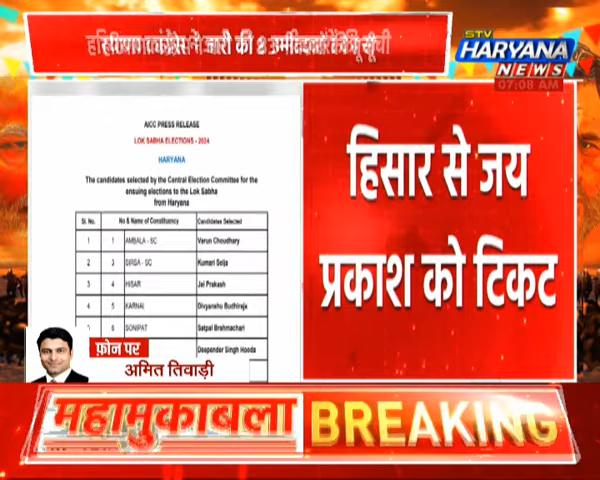 जारी की 8
STV
HARYANA
NEWS
07:08 AM
AICC PRESS RELEASE
LOK SABHA ELECTIONS - 2024
HARYANA
The candidates selected by the Central Election Committee for the
ensuing elections to the Lok Sabha
from Haryana
Sl. No. No & Name of Constituency Candidates Selected
1 1 AMBALA - SC Varun Choudhary
2 3 SIRSA - SC Kumari Selja
3 4 HISAR Jai Prakash
4 5 KARNAL Divyanshu Budhiraja
6 SONIPAT Satpal Brahmachari
Deepender Singh Hooda
हिसार से जय
प्रकाश को टिकट
फ़ोन पर
अमित तिवाड़ी
महामुकाबला BREAKING